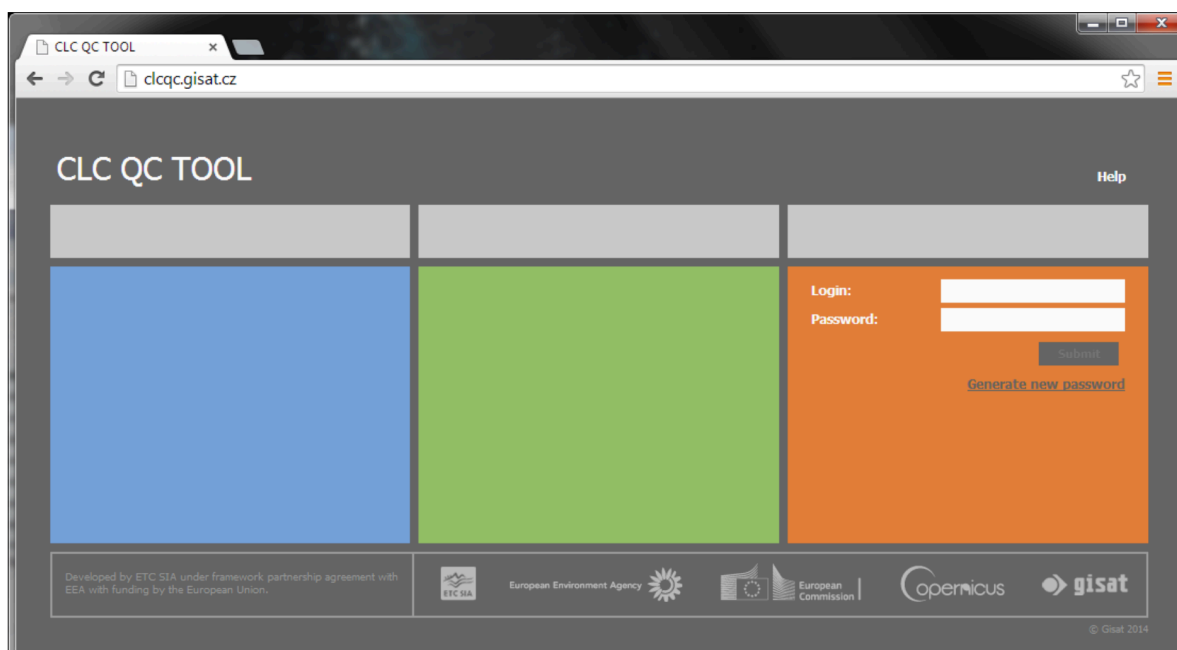 CLC QC TOOL
clcqc.gisat.cz
CLC QC TOOL
Help
Login:
Password:
Submit
Generate new password
Developed by ETC SIA under framework partnership agreement with
EEA with funding by the European Union.
ETC SIA
European Environment Agency
European
Commission
Copernicus
gisat
© Gisat 2014